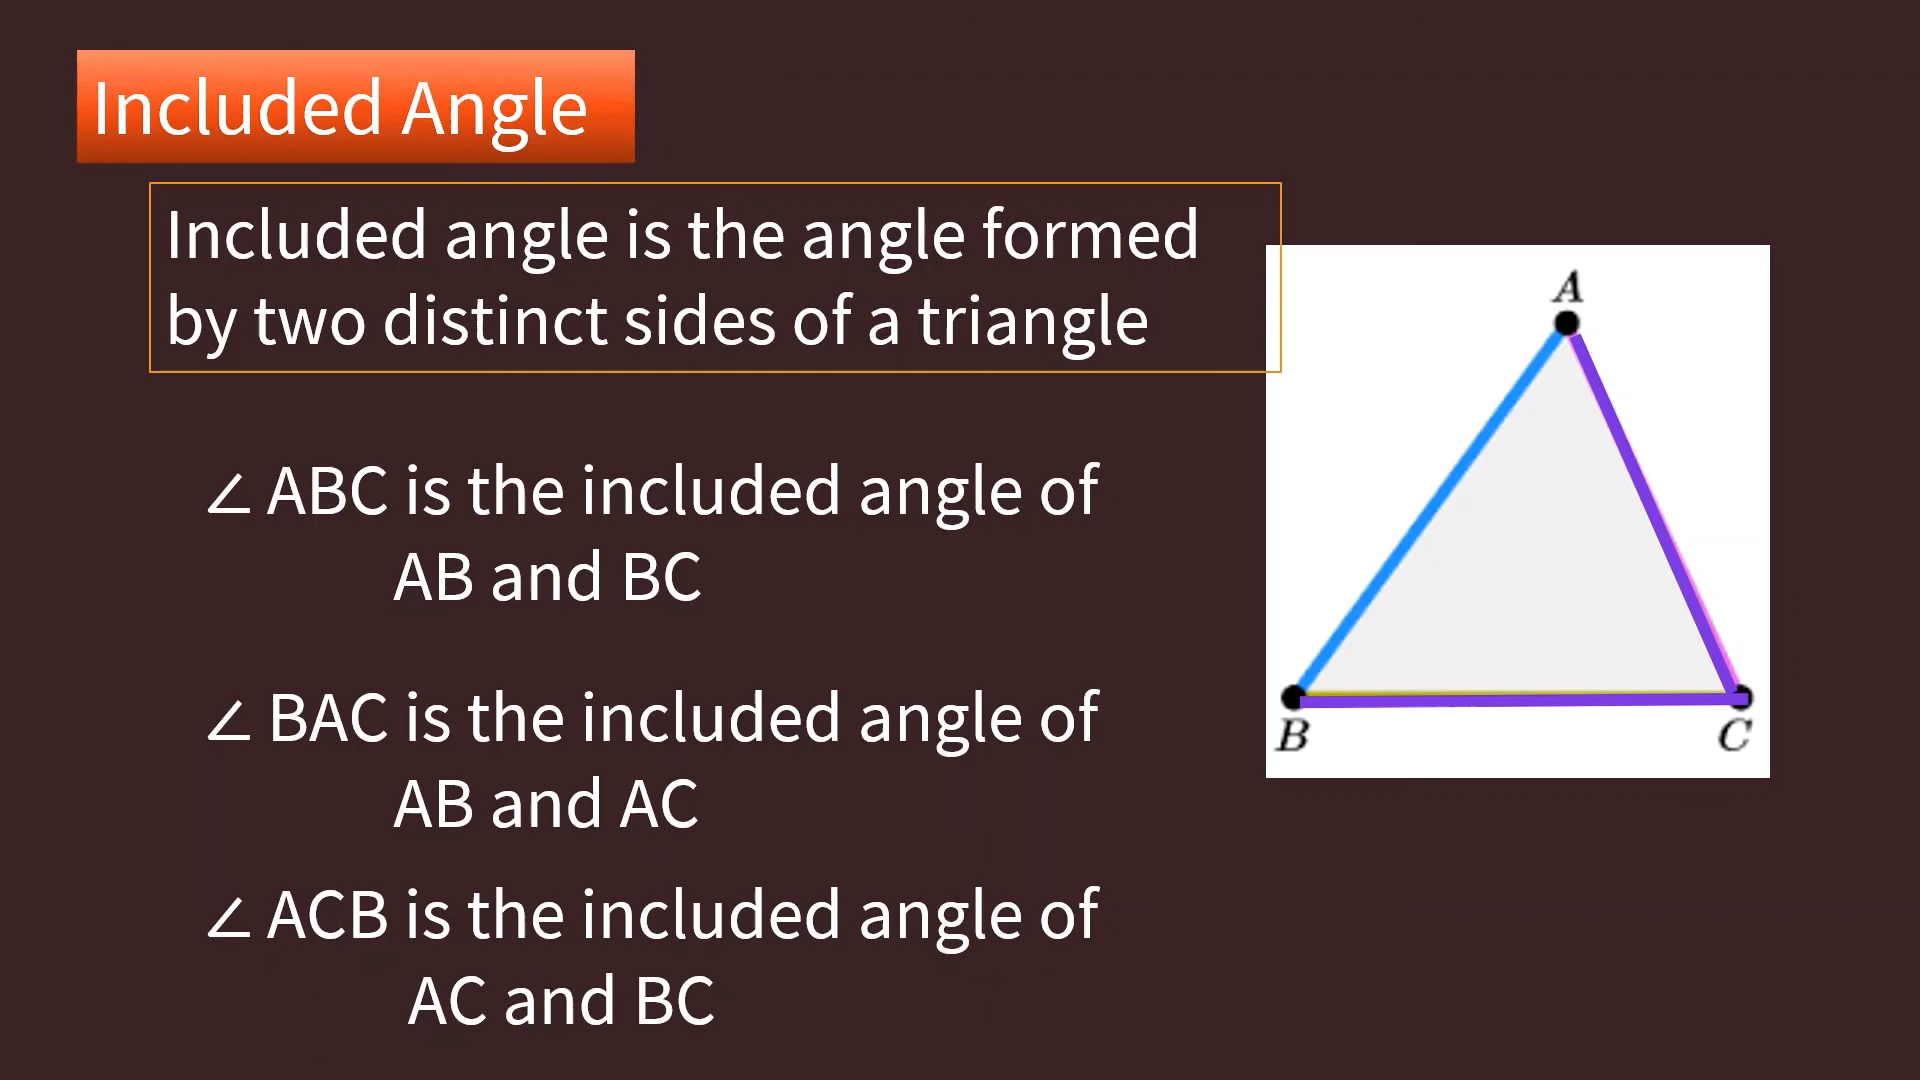 Included Angle
Included angle is the angle formed
by two distinct sides of a triangle
∠ ABC is the included angle of
AB and BC
∠ BAC is the included angle of
AB and AC
∠ ACB is the included angle of
AC and BC
A
B
C